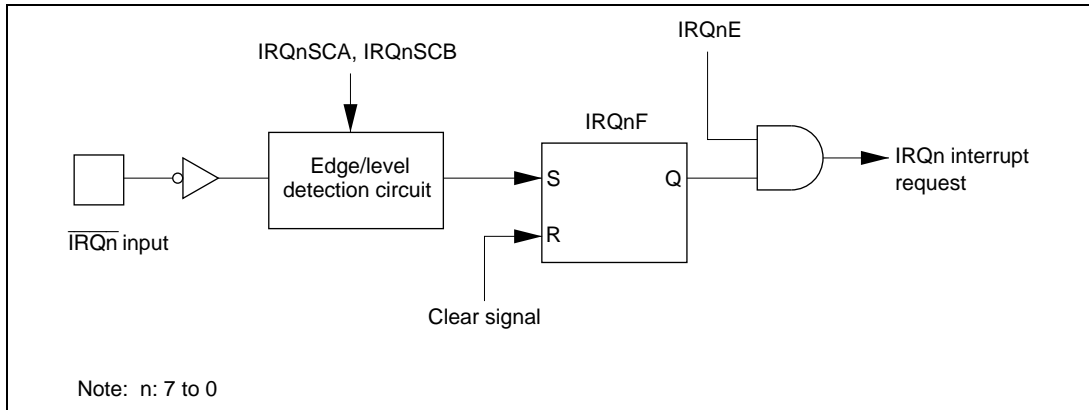 IRQnE
IRQnSCA, IRQnSCB
IRQnF
Edge/level
detection circuit
S
Q
IRQn interrupt
request
R
IRQn input
Clear signal
Note: n: 7 to 0